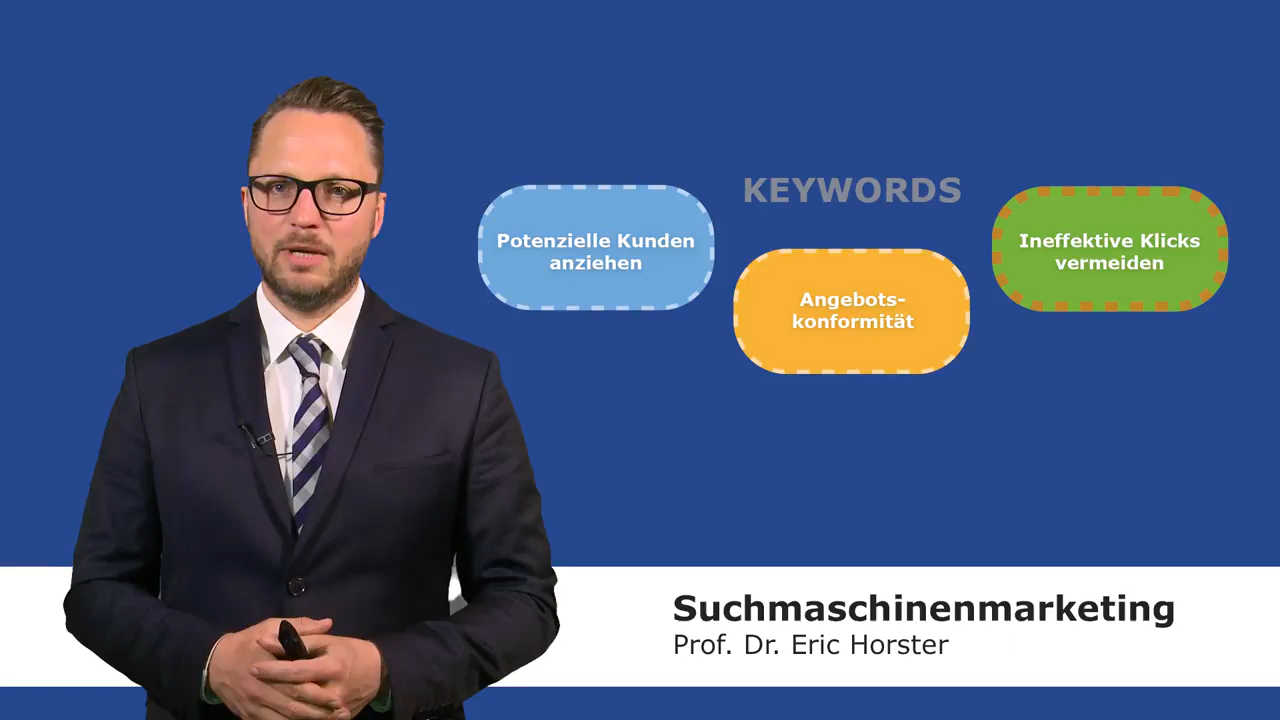 KEYWORDS
Potenzielle Kunden
anziehen
Angebots-
konformität
Ineffektive Klicks
vermeiden
Suchmaschinenmarketing
Prof. Dr. Eric Horster